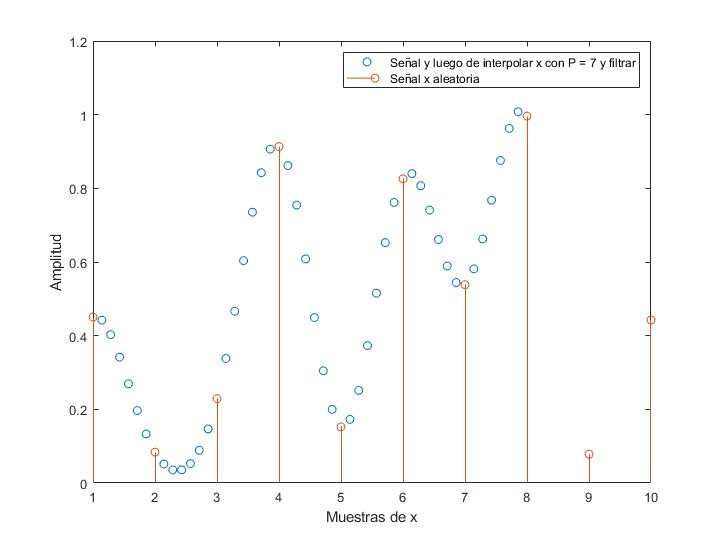 1.2
1
0.8
0.6
0.4
0.2
0
Amplitud
Señal y luego de interpolar x con P = 7 y filtrar
Señal x aleatoria
1 2 3 4 5 6 7 8 9 10
Muestras de x